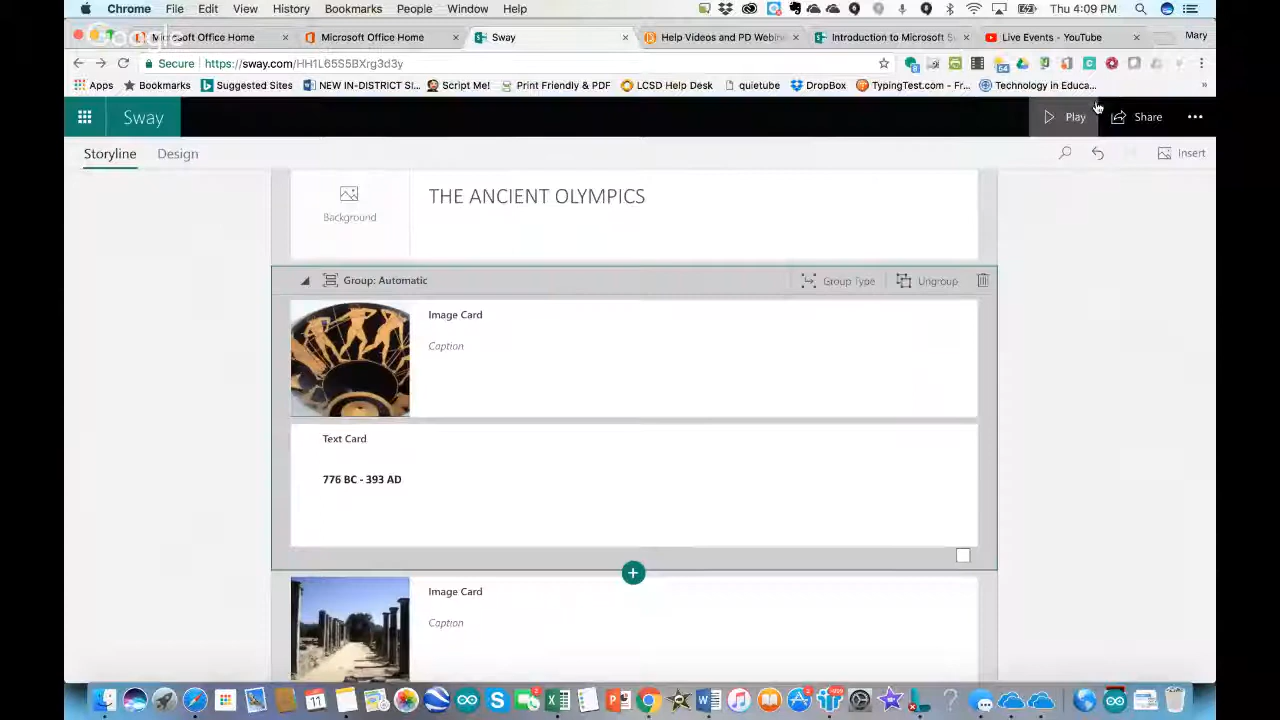 Chrome File Edit View History Bookmarks People Window Help Thu 4:09 PM
Google
Microsoft Office Home × Microsoft Office Home × Sway × Help Videos and PD Webin × Introduction to Microsoft S × Live Events - YouTube × Mary
Secure https://sway.com/HH1L65S5BXrg3d3y
Apps Bookmarks Suggested Sites NEW IN-DISTRICT SI... Script Me! Print Friendly & PDF LCSD Help Desk quietube DropBox TypingTest.com - Fr... Technology in Educa... »
Sway Play Share
Storyline Design Insert
Background
THE ANCIENT OLYMPICS
Group: Automatic Group Type Ungroup
Image Card
Caption
Text Card
776 BC - 393 AD
Image Card
Caption